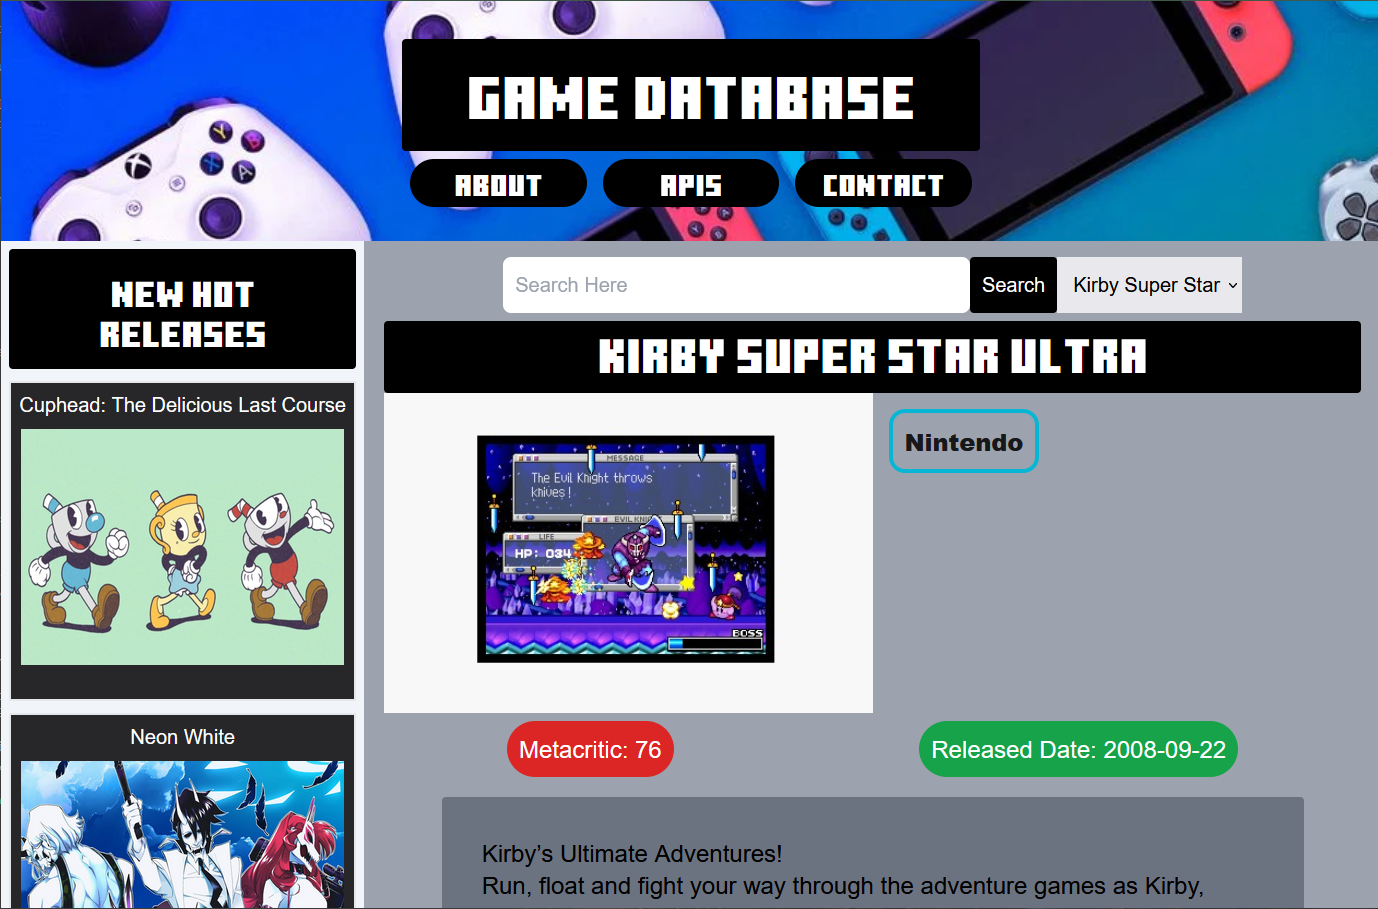 GAME DATABASE
ABOUT
APIS
CONTACT
NEW HOT
RELEASES
Cuphead: The Delicious Last Course
Neon White
Search Here
Search
Kirby Super Star
KIRBY SUPER STAR ULTRA
MESSAGE
The Evil Knight throws
knives!
EVIL KNI
LIFE
HP: 034
BOSS
Nintendo
Metacritic: 76
Released Date: 2008-09-22
Kirby’s Ultimate Adventures!
Run, float and fight your way through the adventure games as Kirby,
Y
B
X
A